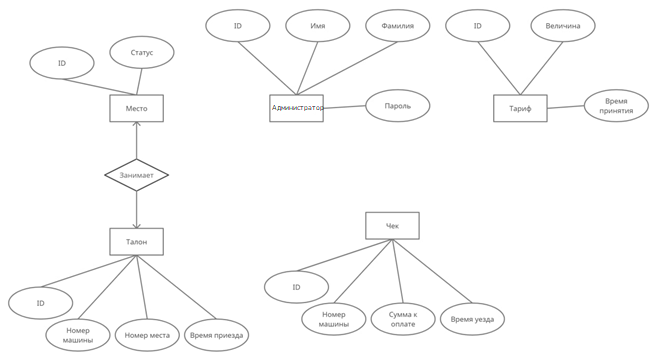 ID
Статус
Место
Занимает
Талон
ID
Номер
машины
Номер места
Время приезда
ID
Имя
Фамилия
Администратор
Пароль
ID
Величина
Тариф
Время
принятия
Чек
ID
Номер
машины
Сумма к
оплате
Время уезда